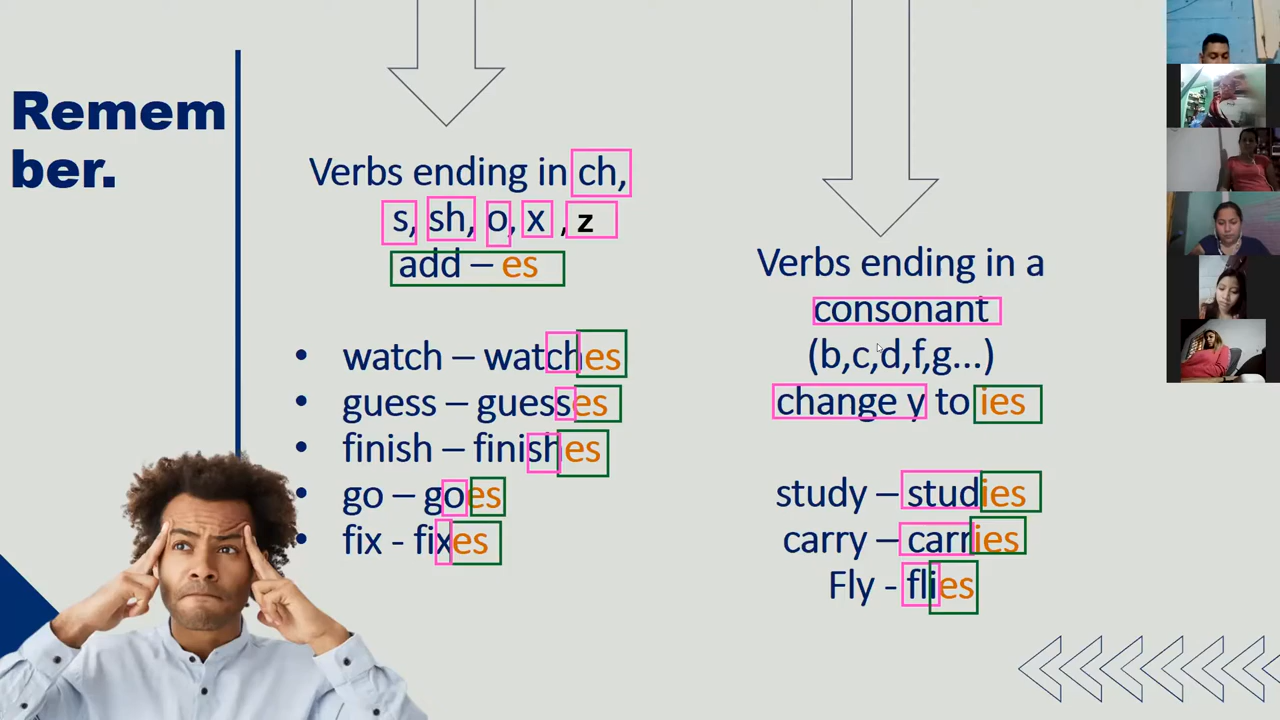 Remem
ber.
Verbs ending in ch,
s, sh, o, x , z
add – es
• watch – watches
• guess – guesses
• finish – finishes
• go – goes
• fix - fixes
Verbs ending in a
consonant
(b,c,d,f,g...)
change y to ies
study – studies
carry – carries
Fly - flies